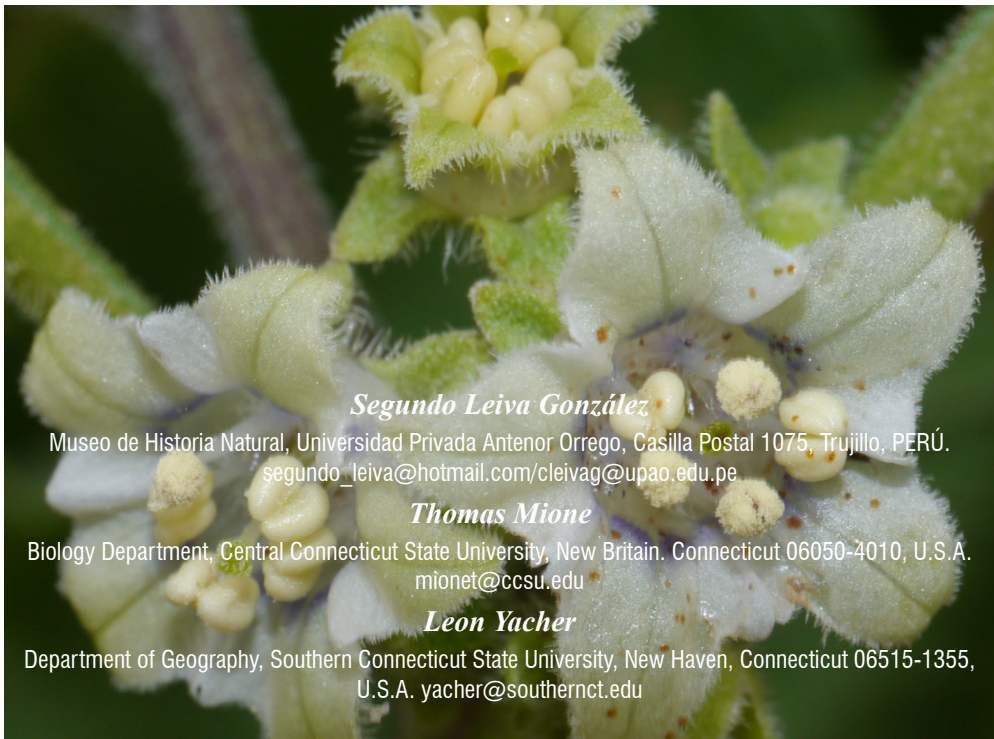 Segundo Leiva González
Museo de Historia Natural, Universidad Privada Antenor Orrego, Casilla Postal 1075, Trujillo, PERÚ.
segundo_leiva@hotmail.com/cleivag@upao.edu.pe
Thomas Mione
Biology Department, Central Connecticut State University, New Britain. Connecticut 06050-4010, U.S.A.
mionet@ccsu.edu
Leon Yacher
Department of Geography, Southern Connecticut State University, New Haven, Connecticut 06515-1355,
U.S.A. yacher@southernct.edu